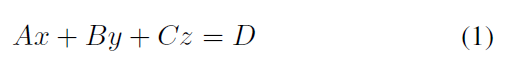 Ax + By + Cz = D (1)